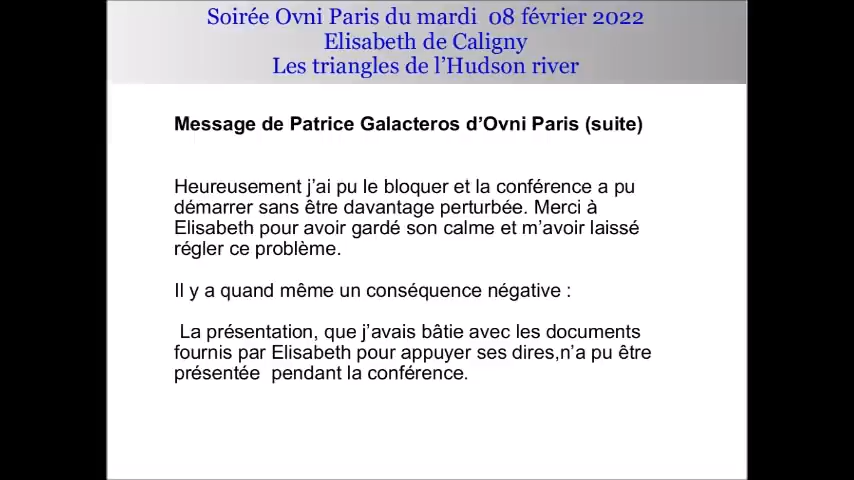 Soirée Ovni Paris du mardi  08 février 2022
Elisabeth de Caligny
Les triangles de l'Hudson river
Message de Patrice Galacteros d'Ovni Paris (suite)
Heureusement j'ai pu le bloquer et la conférence a pu
démarrer sans être davantage perturbée. Merci à
Elisabeth pour avoir gardé son calme et m'avoir laissé
régler ce problème.
Il y a quand même un conséquence négative :
La présentation, que j'avais bâtie avec les documents
fournis par Elisabeth pour appuyer ses dires,n'a pu être
présentée  pendant la conférence.